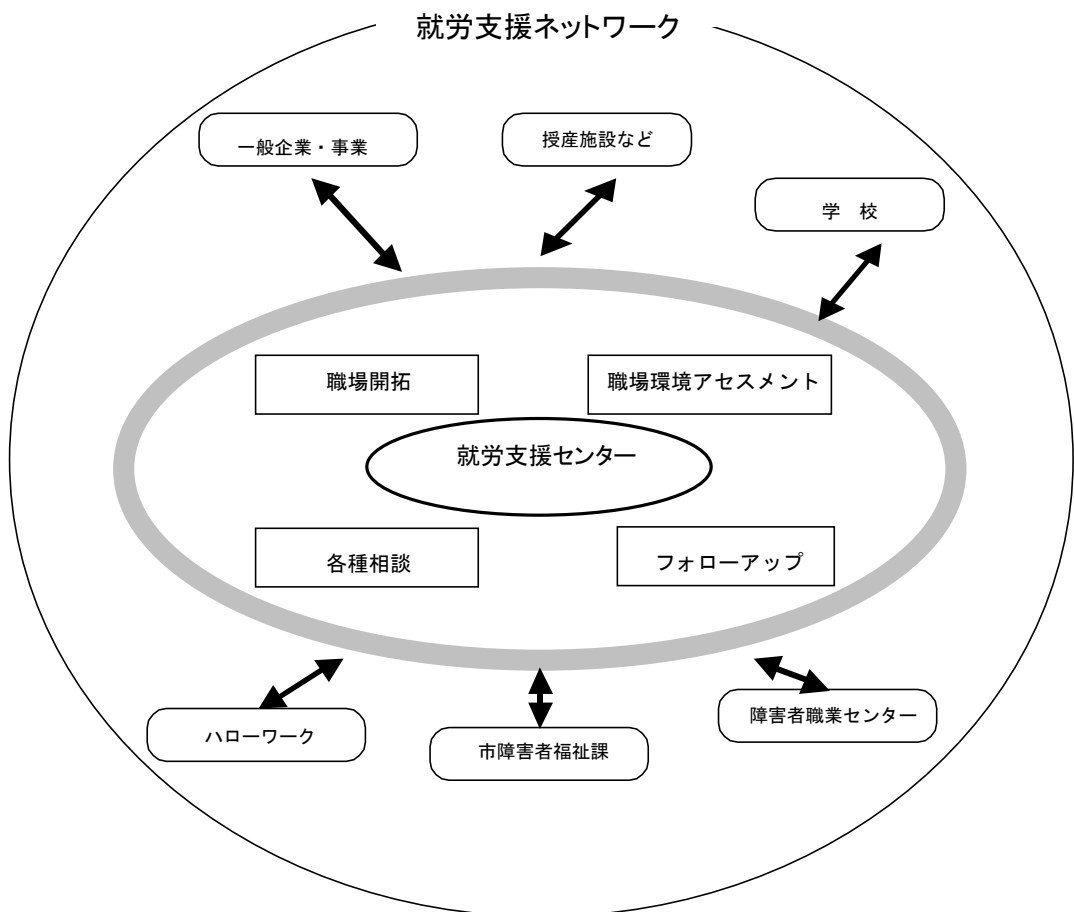 就労支援ネットワーク
一般企業・事業
授産施設など
学　校
職場開拓
職場環境アセスメント
就労支援センター
各種相談
フォローアップ
ハローワーク
市障害者福祉課
障害者職業センター